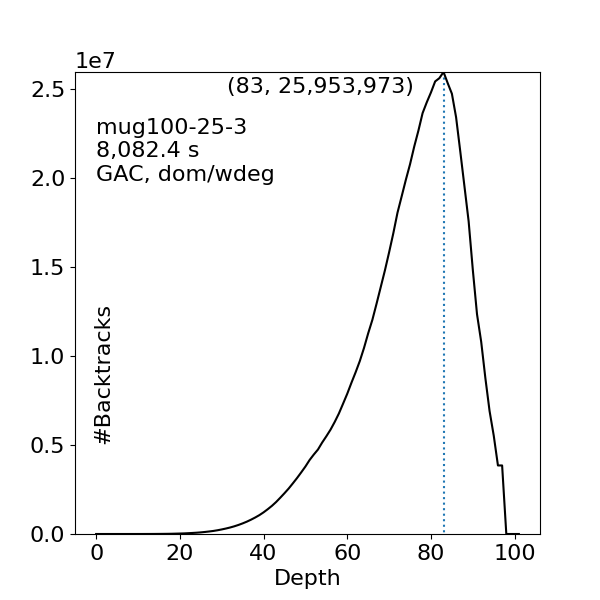 1e7
(83, 25,953,973)
mug100-25-3
8,082.4 s
GAC, dom/wdeg
#Backtracks
2.5
2.0
1.5
1.0
0.5
0.0
0 20 40 60 80 100
Depth